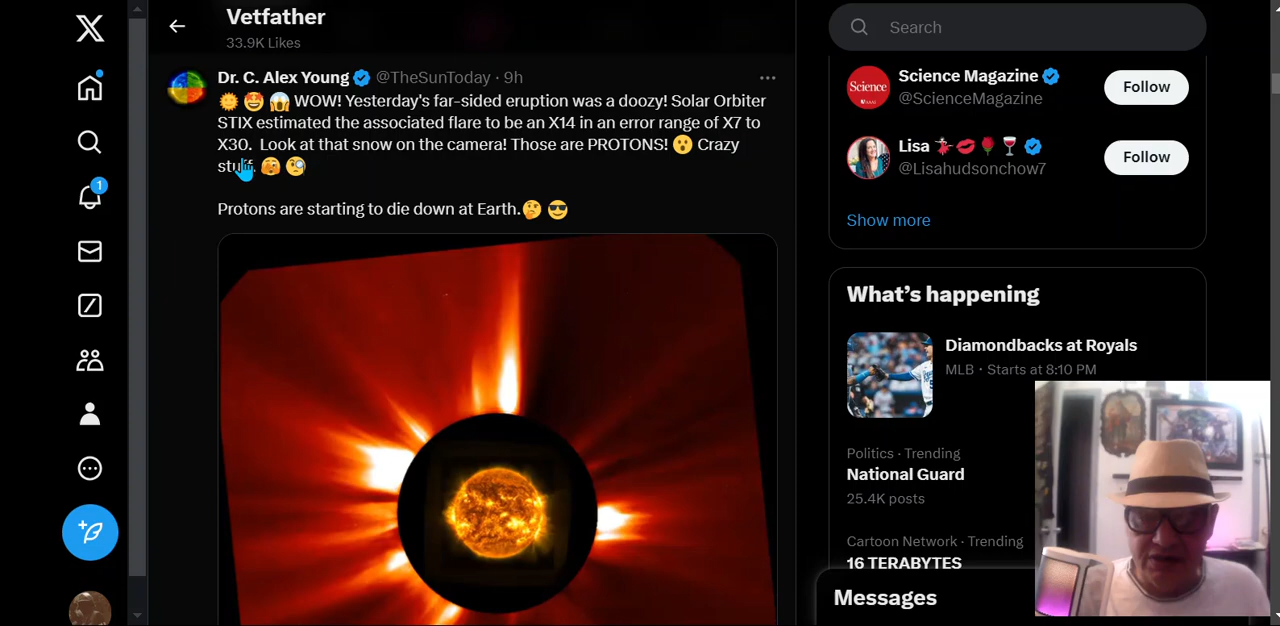 Vetfather
33.9K Likes
Dr. C. Alex Young @TheSunToday · 9h
🌞 🤩 😱 WOW! Yesterday's far-sided eruption was a doozy! Solar Orbiter
STIX estimated the associated flare to be an X14 in an error range of X7 to
X30. Look at that snow on the camera! Those are PROTONS! 😮 Crazy
stuff. 🫣 🧐
Protons are starting to die down at Earth.🤔 😎
1
Search
Science
Science Magazine
@ScienceMagazine
Follow
Lisa 💃💋🌹🍷
@Lisahudsonchow7
Follow
Show more
What's happening
Diamondbacks at Royals
MLB · Starts at 8:10 PM
Politics · Trending
National Guard
25.4K posts
Cartoon Network · Trending
16 TERABYTES
Messages